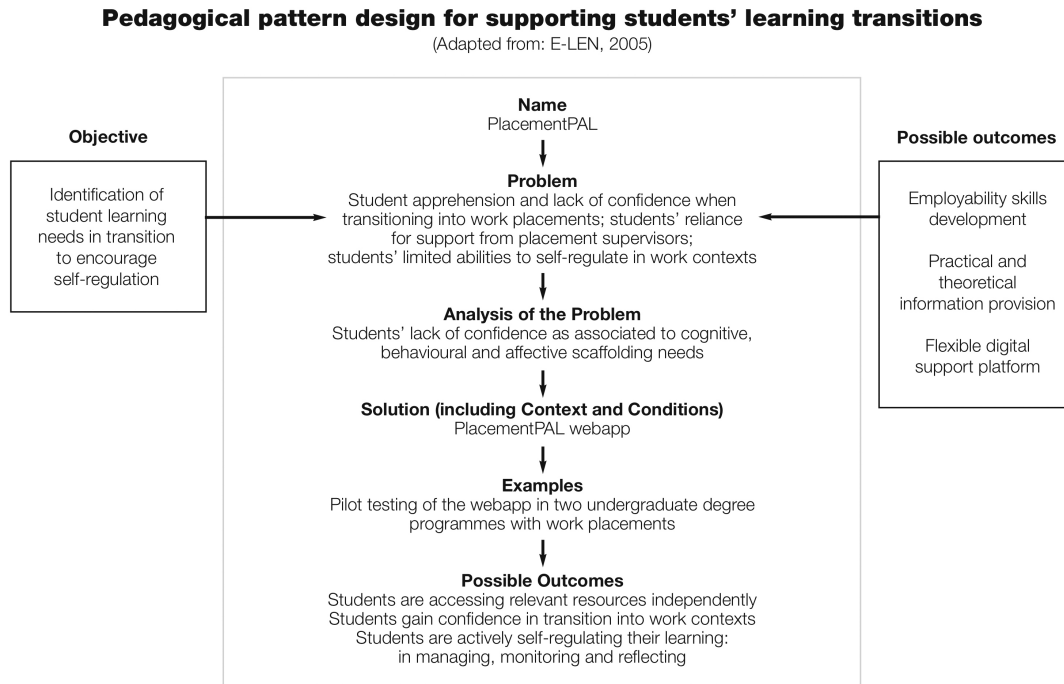 Pedagogical pattern design for supporting students’ learning transitions
(Adapted from: E-LEN, 2005)
Objective
Identification of
student learning
needs in transition
to encourage
self-regulation
Name
PlacementPAL
Problem
Student apprehension and lack of confidence when
transitioning into work placements; students’ reliance
for support from placement supervisors;
students’ limited abilities to self-regulate in work contexts
Analysis of the Problem
Students’ lack of confidence as associated to cognitive,
behavioural and affective scaffolding needs
Solution (including Context and Conditions)
PlacementPAL webapp
Examples
Pilot testing of the webapp in two undergraduate degree
programmes with work placements
Possible Outcomes
Students are accessing relevant resources independently
Students gain confidence in transition into work contexts
Students are actively self-regulating their learning:
in managing, monitoring and reflecting
Possible outcomes
Employability skills
development
Practical and
theoretical
information provision
Flexible digital
support platform